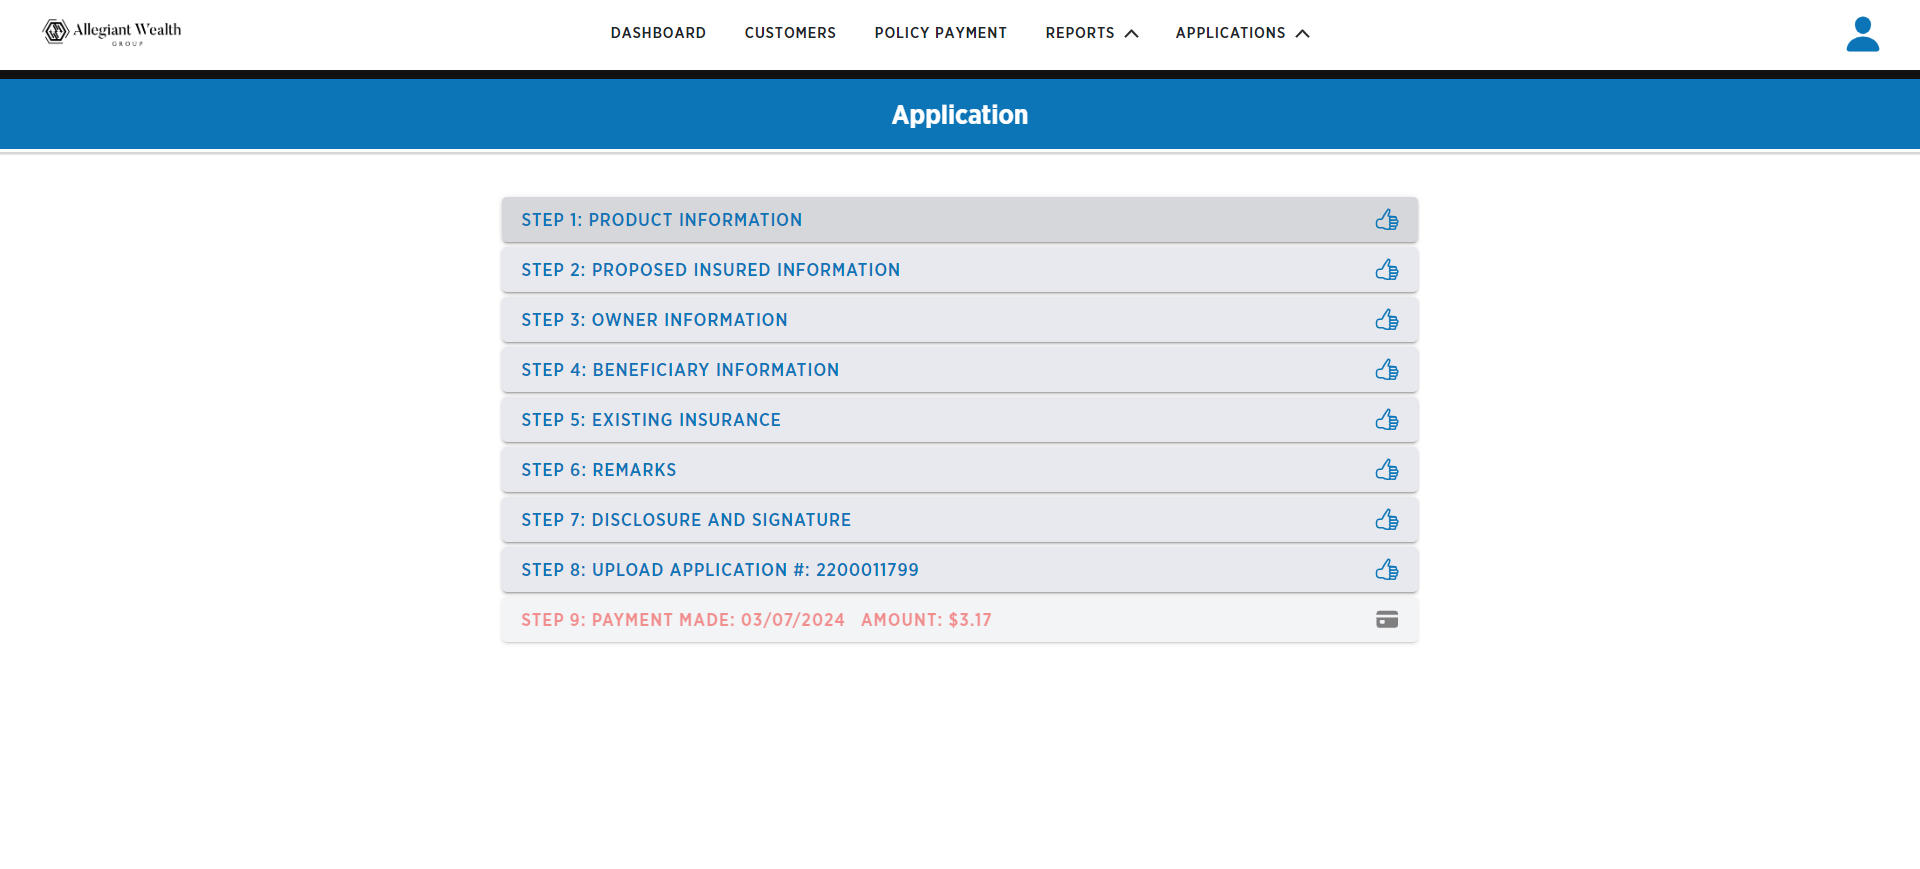 Allegiant Wealth
GROUP
DASHBOARD CUSTOMERS POLICY PAYMENT REPORTS APPLICATIONS
Application
STEP 1: PRODUCT INFORMATION
STEP 2: PROPOSED INSURED INFORMATION
STEP 3: OWNER INFORMATION
STEP 4: BENEFICIARY INFORMATION
STEP 5: EXISTING INSURANCE
STEP 6: REMARKS
STEP 7: DISCLOSURE AND SIGNATURE
STEP 8: UPLOAD APPLICATION #: 2200011799
STEP 9: PAYMENT MADE: 03/07/2024 AMOUNT: $3.17